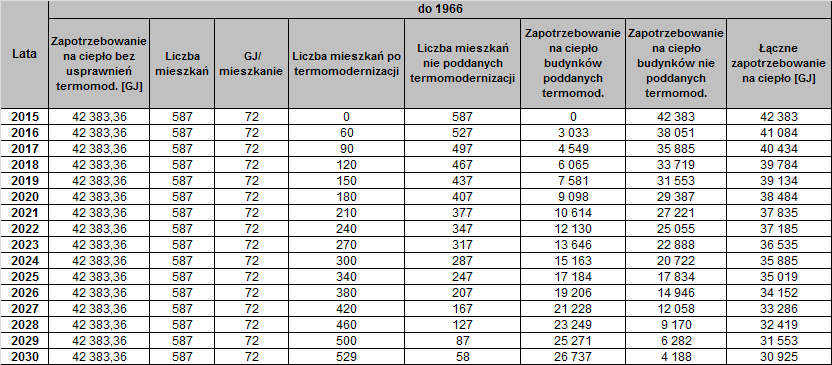 do 1966
Lata
Zapotrzebowanie
na ciepło bez
usprawnień
termomod. [GJ]
Liczba
mieszkań
GJ/
mieszkanie
Liczba mieszkań po
termomodernizacji
Liczba mieszkań
nie poddanych
termomodernizacji
Zapotrzebowanie
na ciepło
budynków
poddanych
termomod.
Zapotrzebowanie
na ciepło
budynków nie
poddanych
termomod.
Łączne
zapotrzebowanie
na ciepło [GJ]
2015 42 383,36 587 72 0 587 0 42 383 42 383
2016 42 383,36 587 72 60 527 3 033 38 051 41 084
2017 42 383,36 587 72 90 497 4 549 35 885 40 434
2018 42 383,36 587 72 120 467 6 065 33 719 39 784
2019 42 383,36 587 72 150 437 7 581 31 553 39 134
2020 42 383,36 587 72 180 407 9 098 29 387 38 484
2021 42 383,36 587 72 210 377 10 614 27 221 37 835
2022 42 383,36 587 72 240 347 12 130 25 055 37 185
2023 42 383,36 587 72 270 317 13 646 22 888 36 535
2024 42 383,36 587 72 300 287 15 163 20 722 35 885
2025 42 383,36 587 72 340 247 17 184 17 834 35 019
2026 42 383,36 587 72 380 207 19 206 14 946 34 152
2027 42 383,36 587 72 420 167 21 228 12 058 33 286
2028 42 383,36 587 72 460 127 23 249 9 170 32 419
2029 42 383,36 587 72 500 87 25 271 6 282 31 553
2030 42 383,36 587 72 529 58 26 737 4 188 30 925